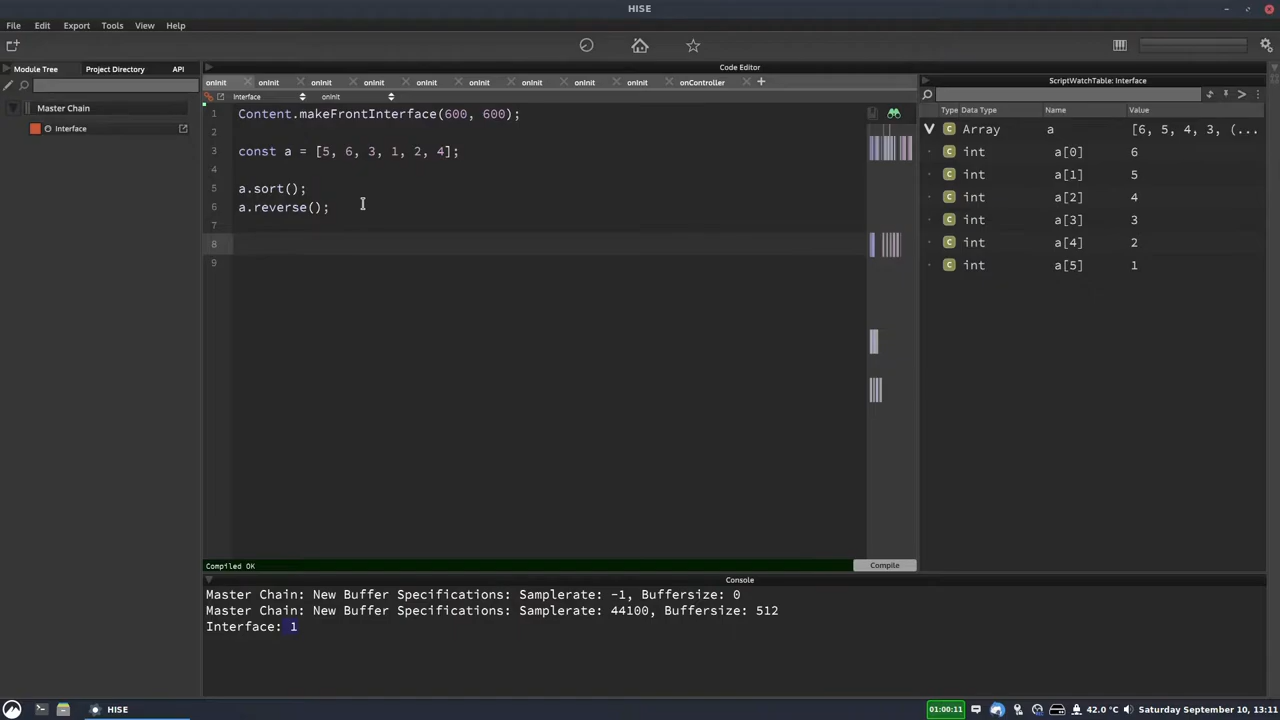 HISE
File Edit Export Tools View Help
Code Editor
Module Tree Project Directory API
onInit onInit onInit onInit onInit onInit onInit onInit onInit onController
ScriptWatchTable: Interface
Interface onInit
Master Chain
Interface
1 Content.makeFrontInterface(600, 600);
2
3 const a = [5, 6, 3, 1, 2, 4];
4
5 a.sort();
6 a.reverse();
7
8
9
Type Data Type Name Value
Array a [6, 5, 4, 3, (...
C int a[0] 6
C int a[1] 5
C int a[2] 4
C int a[3] 3
C int a[4] 2
C int a[5] 1
Compiled OK Compile
Console
Master Chain: New Buffer Specifications: Samplerate: -1, Buffersize: 0
Master Chain: New Buffer Specifications: Samplerate: 44100, Buffersize: 512
Interface: 1
HISE 01:00:11 42.0 °C Saturday September 10, 13:11